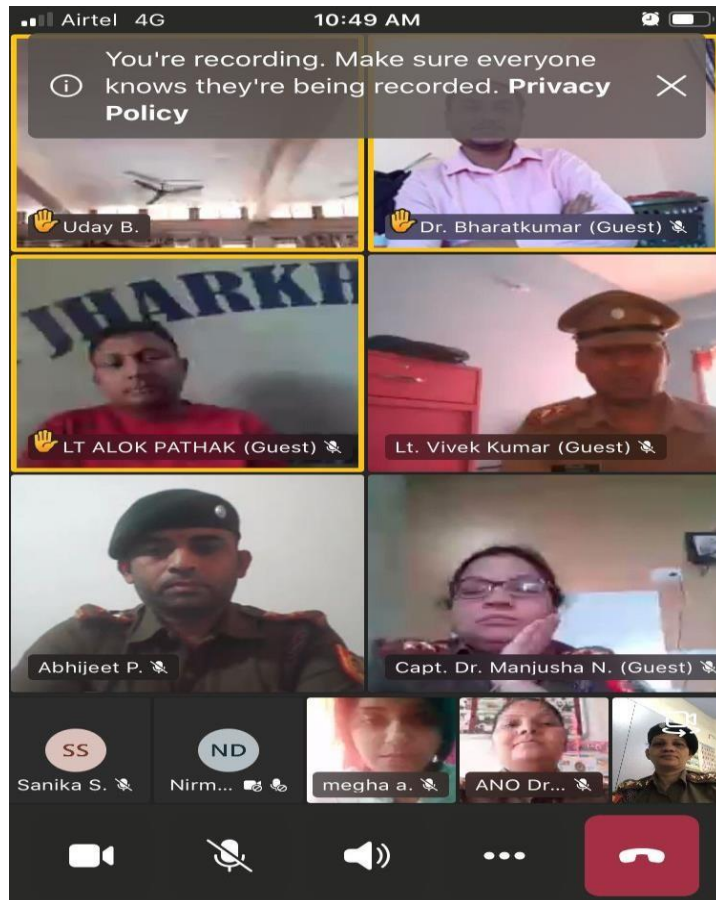 Airtel 4G
10:49 AM
You're recording. Make sure everyone
knows they're being recorded. Privacy
Policy
Uday B.
Dr. Bharatkumar (Guest)
JHARKH
LT ALOK PATHAK (Guest)
Lt. Vivek Kumar (Guest)
Abhijeet P.
Capt. Dr. Manjusha N. (Guest)
SS
Sanika S.
ND
Nirm...
megha a.
ANO Dr...